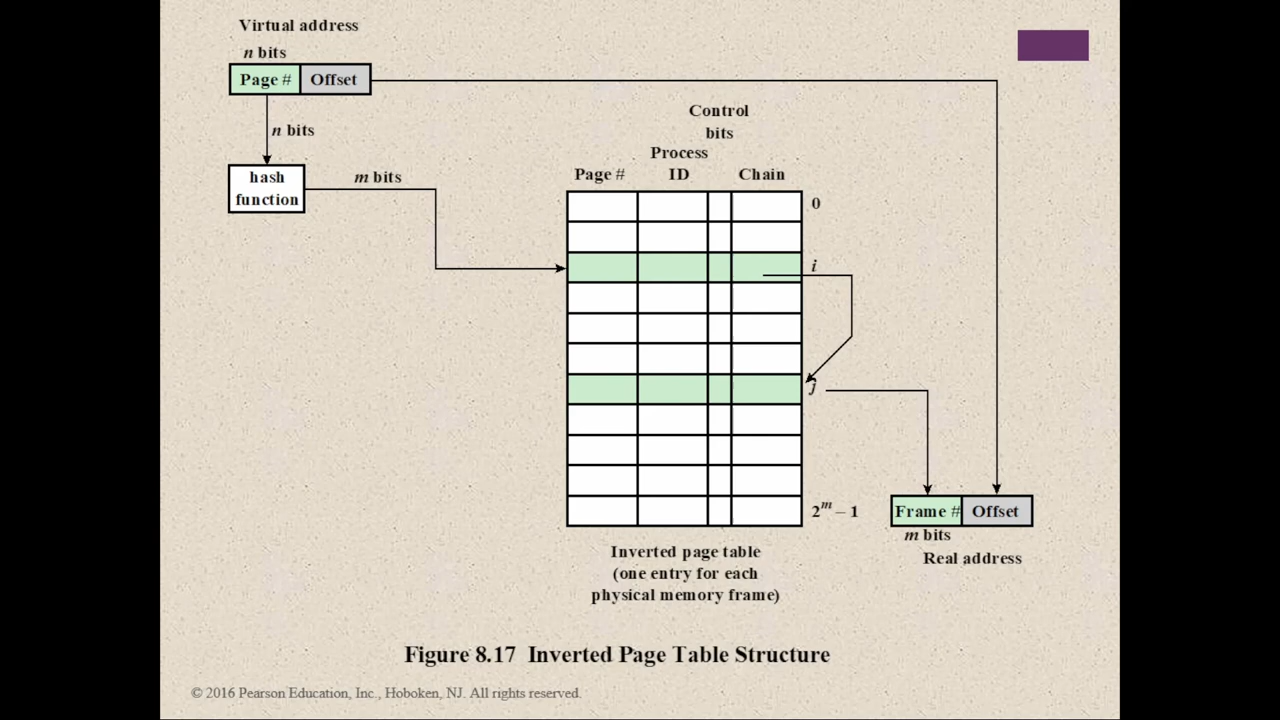 Virtual address
n bits
Page # Offset
n bits
hash
function
m bits
Control
bits
Process
Page # ID Chain
0
i
j
2^m – 1
Frame # Offset
m bits
Real address
Inverted page table
(one entry for each
physical memory frame)
Figure 8.17 Inverted Page Table Structure
© 2016 Pearson Education, Inc., Hoboken, NJ. All rights reserved.